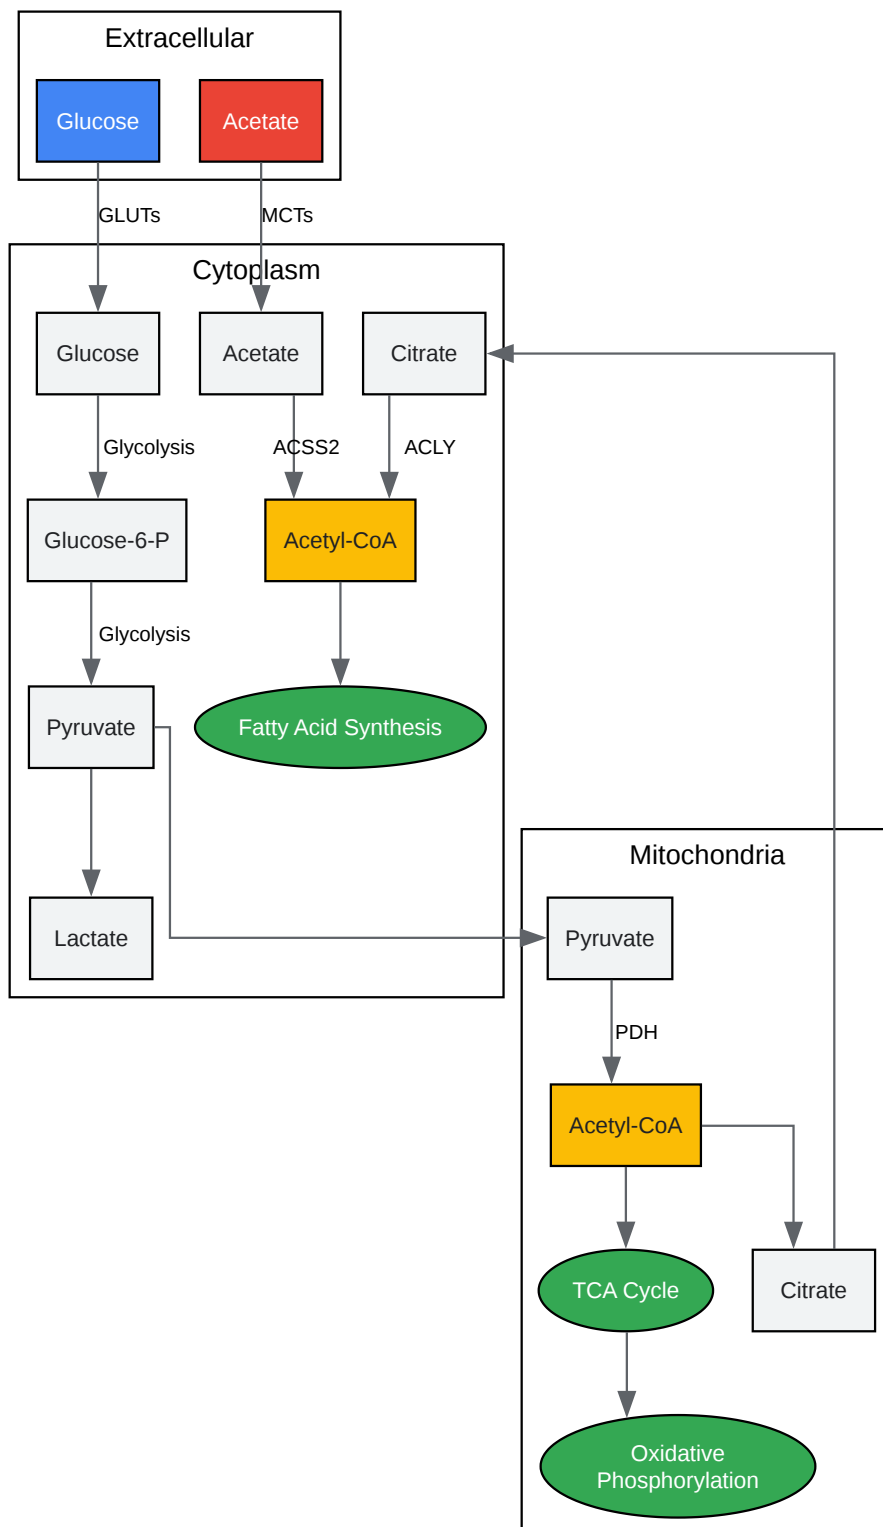 Extracellular
Glucose
Acetate
GLUTs
MCTs
Cytoplasm
Glucose
Acetate
Citrate
Glycolysis
ACSS2
ACLY
Glucose-6-P
Acetyl-CoA
Glycolysis
Pyruvate
Fatty Acid Synthesis
Lactate
Mitochondria
Pyruvate
PDH
Acetyl-CoA
TCA Cycle
Citrate
Oxidative
Phosphorylation